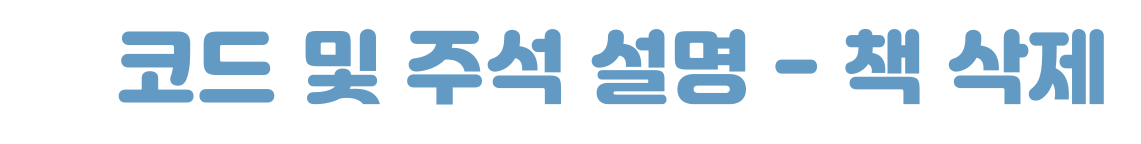 코드 및 주석 설명 - 책 삭제